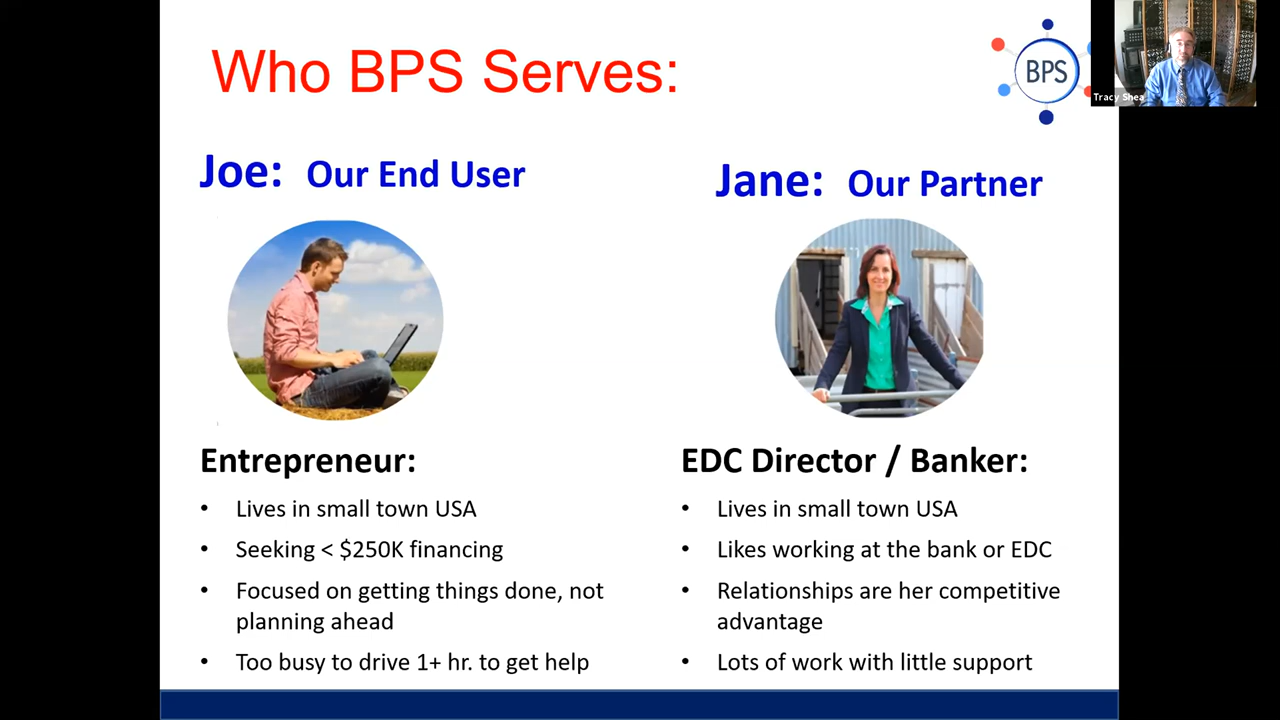 Who BPS Serves:
BPS
Tracy Shea
Joe: Our End User
Jane: Our Partner
Entrepreneur:
• Lives in small town USA
• Seeking < $250K financing
• Focused on getting things done, not
planning ahead
• Too busy to drive 1+ hr. to get help
EDC Director / Banker:
• Lives in small town USA
• Likes working at the bank or EDC
• Relationships are her competitive
advantage
• Lots of work with little support